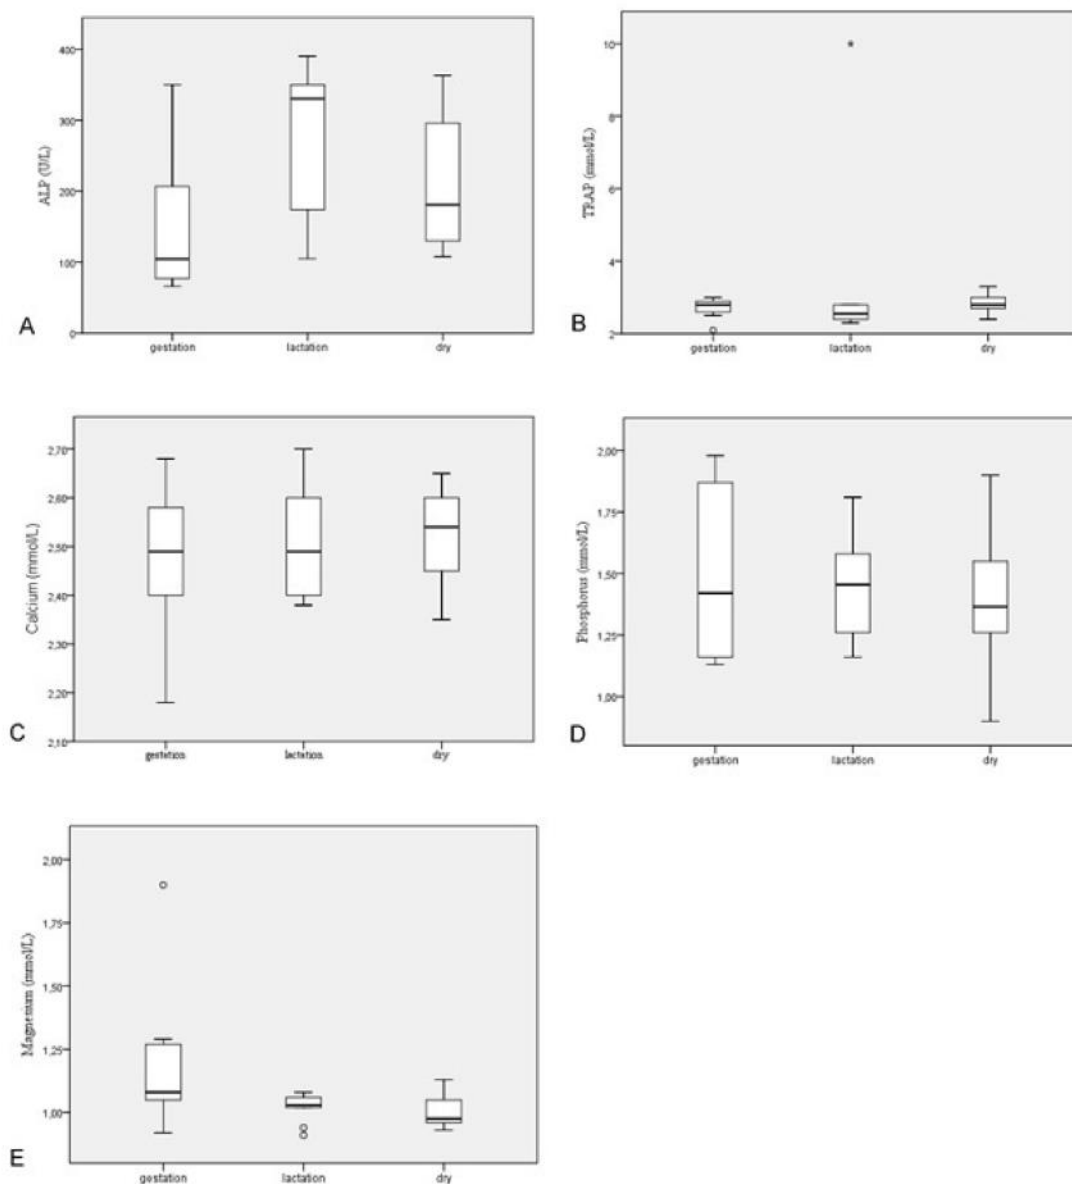 400
300
200
100
0
ALP (U/L)
gestation lactation dry
A
10
8
6
4
2
TRAP (mmol/L)
gestation lactation dry
B
2,70
2,60
2,50
2,40
2,30
2,20
2,10
Calcium (mmol/L)
gestation lactation dry
C
2,00
1,75
1,50
1,25
1,00
Phosphorus (mmol/L)
gestation lactation dry
D
2,00
1,75
1,50
1,25
1,00
Magnesium (mmol/L)
gestation lactation dry
E